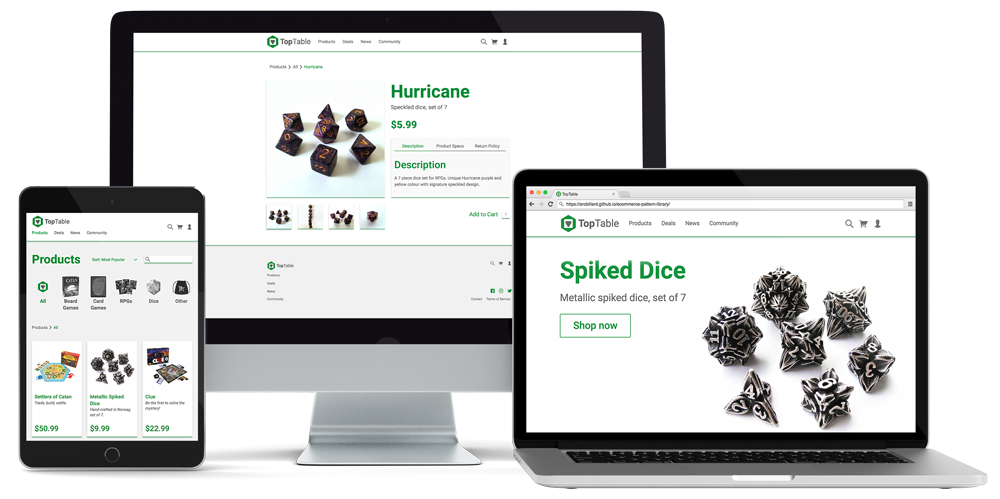 TopTable Products Deals News Community
Products > All > Hurricane
Hurricane
Speckled dice, set of 7
$5.99
Description Product Specs Return Policy
Description
A 7 piece dice set for RPGs. Unique Hurricane purple and
yellow colour with signature speckled design.
Add to Cart
TopTable
Products
Deals
News
Community
Contact Terms of Service
TopTable
Products Deals News Community
Products
Sort: Most Popular
All
Board
Games
Card
Games
RPGs
Dice
Other
Products > All
Settlers of Catan
Trade, build, settle.
$50.99
Metallic Spiked
Dice
Hand crafted in Norway,
set of 7.
$9.99
Clue
Be the first to solve the
mystery!
$22.99
TopTable
https://erobillard.github.io/ecommerce-pattern-library/
TopTable Products Deals News Community
Spiked Dice
Metallic spiked dice, set of 7
Shop now